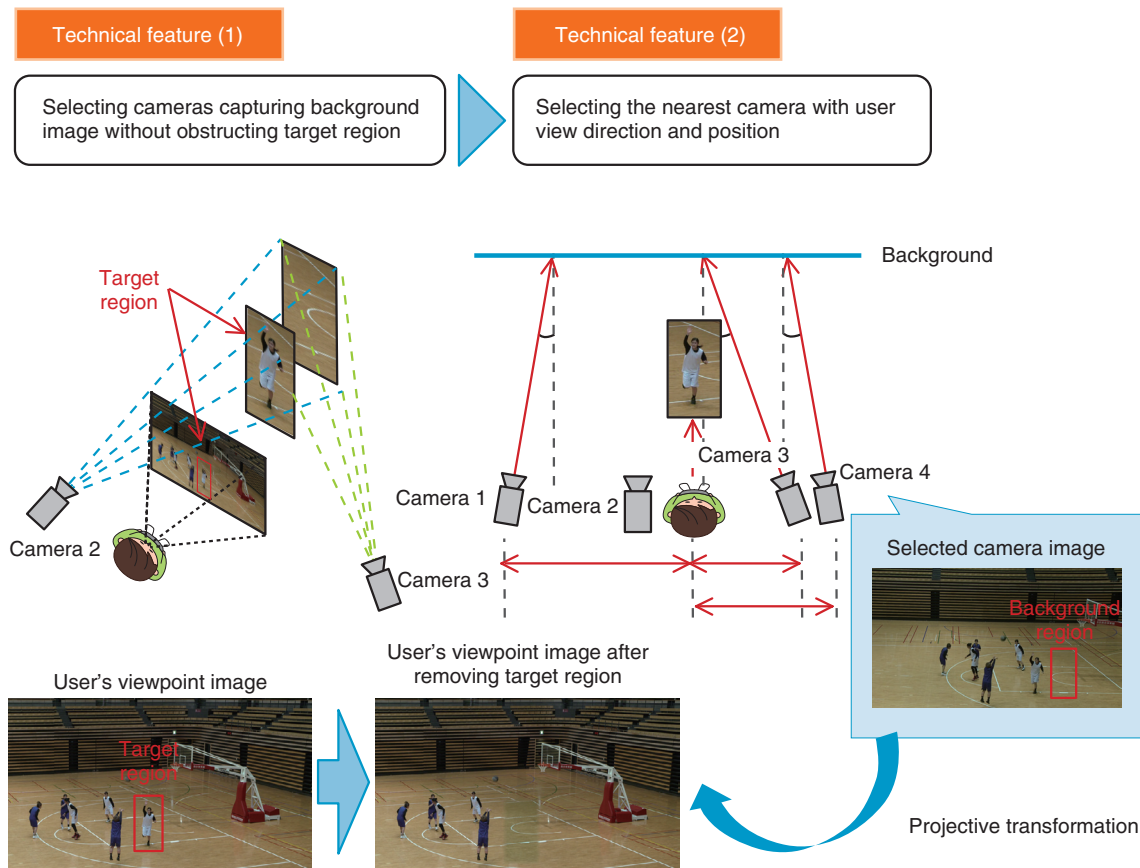 Technical feature (1)
Technical feature (2)
Selecting cameras capturing background
image without obstructing target region
Selecting the nearest camera with user
view direction and position
Target
region
Camera 2
Camera 3
Background
Camera 1
Camera 2
Camera 3
Camera 4
Selected camera image
Background
region
User's viewpoint image
Target
region
User's viewpoint image after
removing target region
Projective transformation